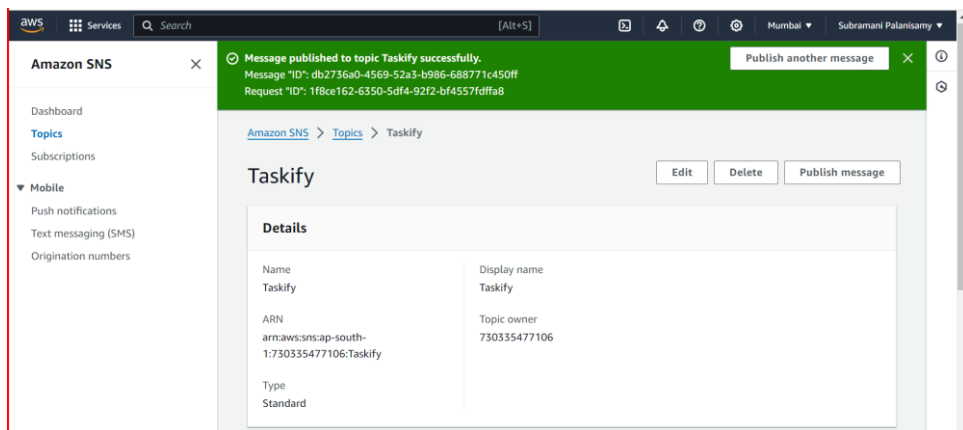 aws Services Search [Alt+S] Mumbai ▼ Subramani Palanisamy ▼
Amazon SNS
Dashboard
Topics
Subscriptions
▼ Mobile
Push notifications
Text messaging (SMS)
Origination numbers
Message published to topic Taskify successfully.
Message "ID": db2736a0-4569-52a3-b986-688771c450ff
Request "ID": 1f8ce162-6350-5df4-92f2-bf4557fdffa8
Publish another message
Amazon SNS > Topics > Taskify
Taskify
Edit Delete Publish message
Details
Name
Taskify
ARN
arn:aws:sns:ap-south-
1:730335477106:Taskify
Type
Standard
Display name
Taskify
Topic owner
730335477106